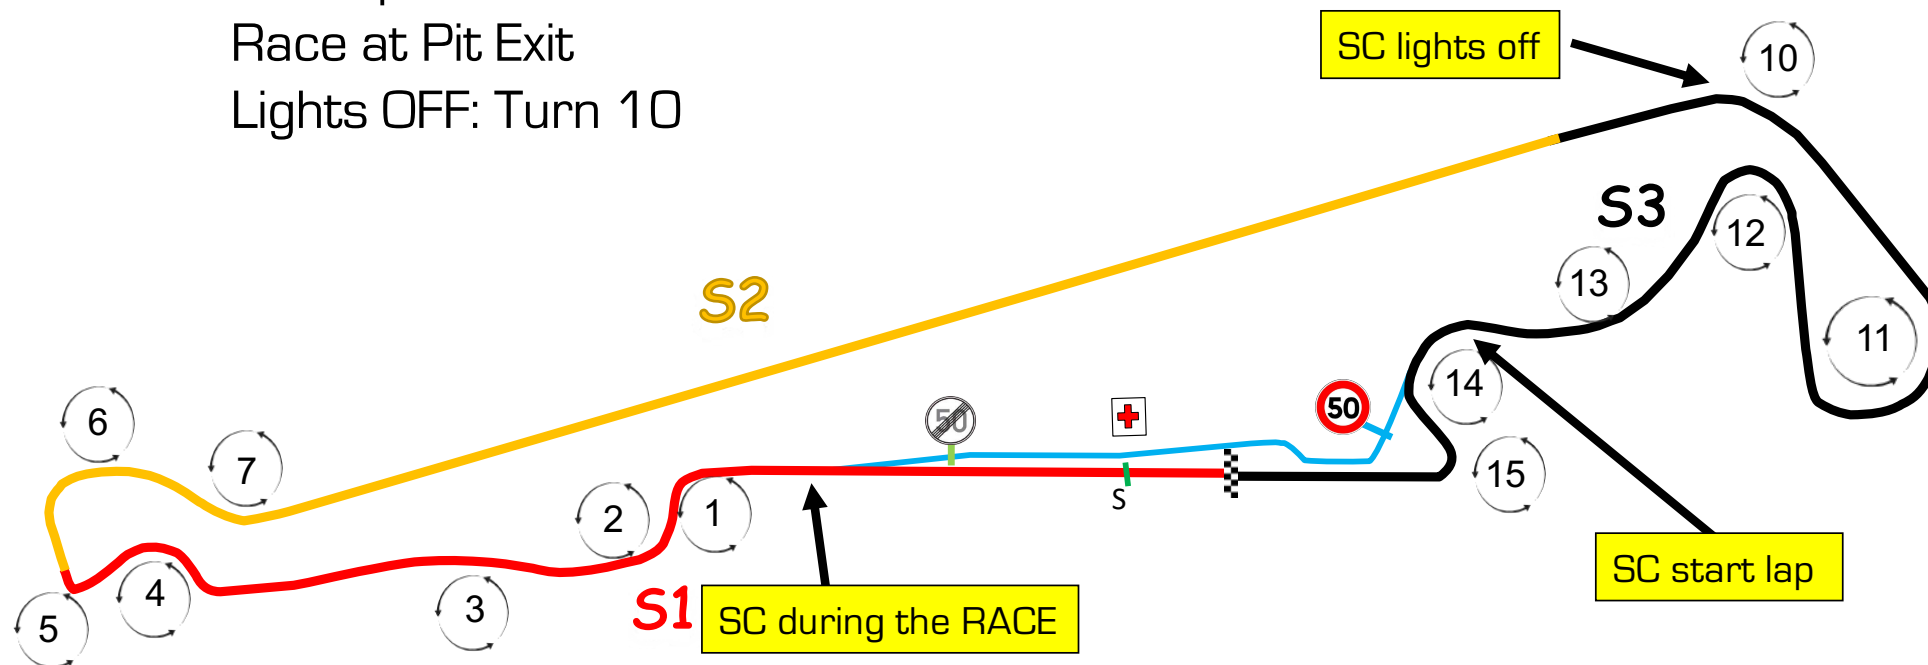 Race at Pit Exit
Lights OFF: Turn 10
SC lights off
10
S3
12
13
11
S2
6
7
50
50
14
15
S
2
1
4
3
5
S1
SC during the RACE
SC start lap